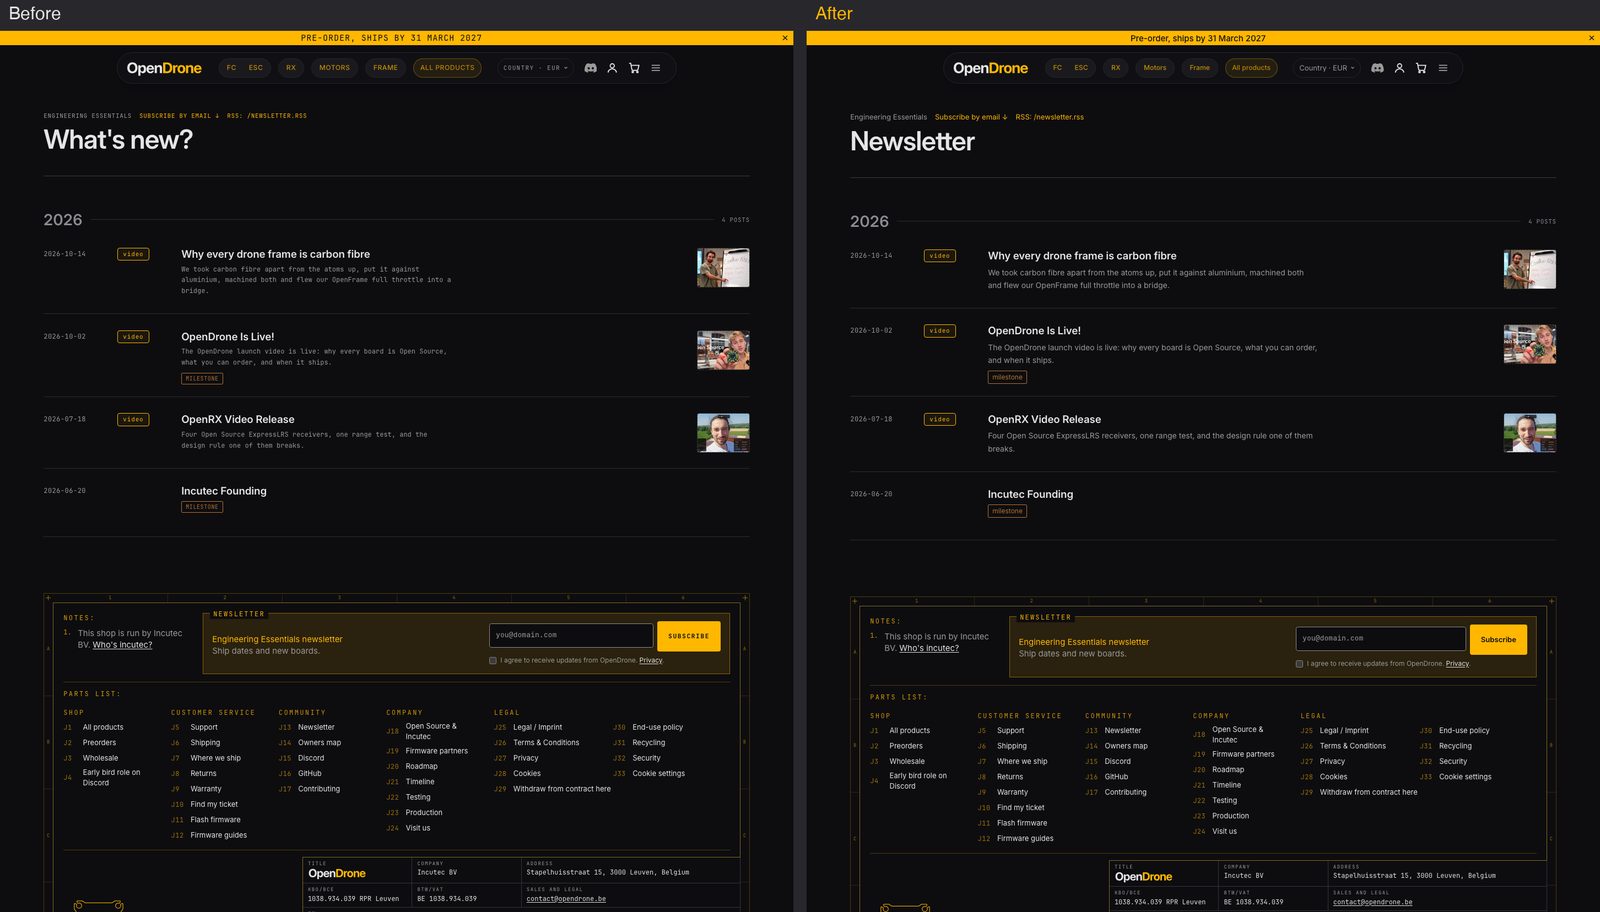 Before
PRE-ORDER, SHIPS BY 31 MARCH 2027
OpenDrone FC ESC RX MOTORS FRAME ALL PRODUCTS COUNTRY · EUR
ENGINEERING ESSENTIALS SUBSCRIBE BY EMAIL ↓ RSS: /NEWSLETTER.RSS
What's new?
2026 4 POSTS
2026-10-14 video Why every drone frame is carbon fibre
We took carbon fibre apart from the atoms up, put it against
aluminium, machined both and flew our OpenFrame full throttle into a
bridge.
2026-10-02 video OpenDrone Is Live!
The OpenDrone launch video is live: why every board is Open Source,
what you can order, and when it ships.
MILESTONE
2026-07-18 video OpenRX Video Release
Four Open Source ExpressLRS receivers, one range test, and the
design rule one of them breaks.
2026-06-20 Incutec Founding
MILESTONE
1 2 3 4 5 6
A
B
C
NOTES:
1. This shop is run by Incutec
BV. Who's incutec?
NEWSLETTER
Engineering Essentials newsletter
Ship dates and new boards.
you@domain.com SUBSCRIBE
I agree to receive updates from OpenDrone. Privacy.
PARTS LIST:
SHOP
J1 All products
J2 Preorders
J3 Wholesale
J4 Early bird role on
Discord
CUSTOMER SERVICE
J5 Support
J6 Shipping
J7 Where we ship
J8 Returns
J9 Warranty
J10 Find my ticket
J11 Flash firmware
J12 Firmware guides
COMMUNITY
J13 Newsletter
J14 Owners map
J15 Discord
J16 GitHub
J17 Contributing
COMPANY
J18 Open Source &
Incutec
J19 Firmware partners
J20 Roadmap
J21 Timeline
J22 Testing
J23 Production
J24 Visit us
LEGAL
J25 Legal / Imprint
J26 Terms & Conditions
J27 Privacy
J28 Cookies
J29 Withdraw from contract here
J30 End-use policy
J31 Recycling
J32 Security
J33 Cookie settings
TITLE
OpenDrone
COMPANY
Incutec BV
ADDRESS
Stapelhuisstraat 15, 3000 Leuven, Belgium
KBO/BCE
1038.934.039 RPR Leuven
BTW/VAT
BE 1038.934.039
SALES AND LEGAL
contact@opendrone.be
After
Pre-order, ships by 31 March 2027
OpenDrone FC ESC RX Motors Frame All products Country · EUR
Engineering Essentials Subscribe by email ↓ RSS: /newsletter.rss
Newsletter
2026 4 POSTS
2026-10-14 video Why every drone frame is carbon fibre
We took carbon fibre apart from the atoms up, put it against aluminium, machined both
and flew our OpenFrame full throttle into a bridge.
2026-10-02 video OpenDrone Is Live!
The OpenDrone launch video is live: why every board is Open Source, what you can order,
and when it ships.
milestone
2026-07-18 video OpenRX Video Release
Four Open Source ExpressLRS receivers, one range test, and the design rule one of them
breaks.
2026-06-20 Incutec Founding
milestone
1 2 3 4 5 6
A
B
C
NOTES:
1. This shop is run by Incutec
BV. Who's incutec?
NEWSLETTER
Engineering Essentials newsletter
Ship dates and new boards.
you@domain.com Subscribe
I agree to receive updates from OpenDrone. Privacy.
PARTS LIST:
SHOP
J1 All products
J2 Preorders
J3 Wholesale
J4 Early bird role on
Discord
CUSTOMER SERVICE
J5 Support
J6 Shipping
J7 Where we ship
J8 Returns
J9 Warranty
J10 Find my ticket
J11 Flash firmware
J12 Firmware guides
COMMUNITY
J13 Newsletter
J14 Owners map
J15 Discord
J16 GitHub
J17 Contributing
COMPANY
J18 Open Source &
Incutec
J19 Firmware partners
J20 Roadmap
J21 Timeline
J22 Testing
J23 Production
J24 Visit us
LEGAL
J25 Legal / Imprint
J26 Terms & Conditions
J27 Privacy
J28 Cookies
J29 Withdraw from contract here
J30 End-use policy
J31 Recycling
J32 Security
J33 Cookie settings
TITLE
OpenDrone
COMPANY
Incutec BV
ADDRESS
Stapelhuisstraat 15, 3000 Leuven, Belgium
KBO/BCE
1038.934.039 RPR Leuven
BTW/VAT
BE 1038.934.039
SALES AND LEGAL
contact@opendrone.be